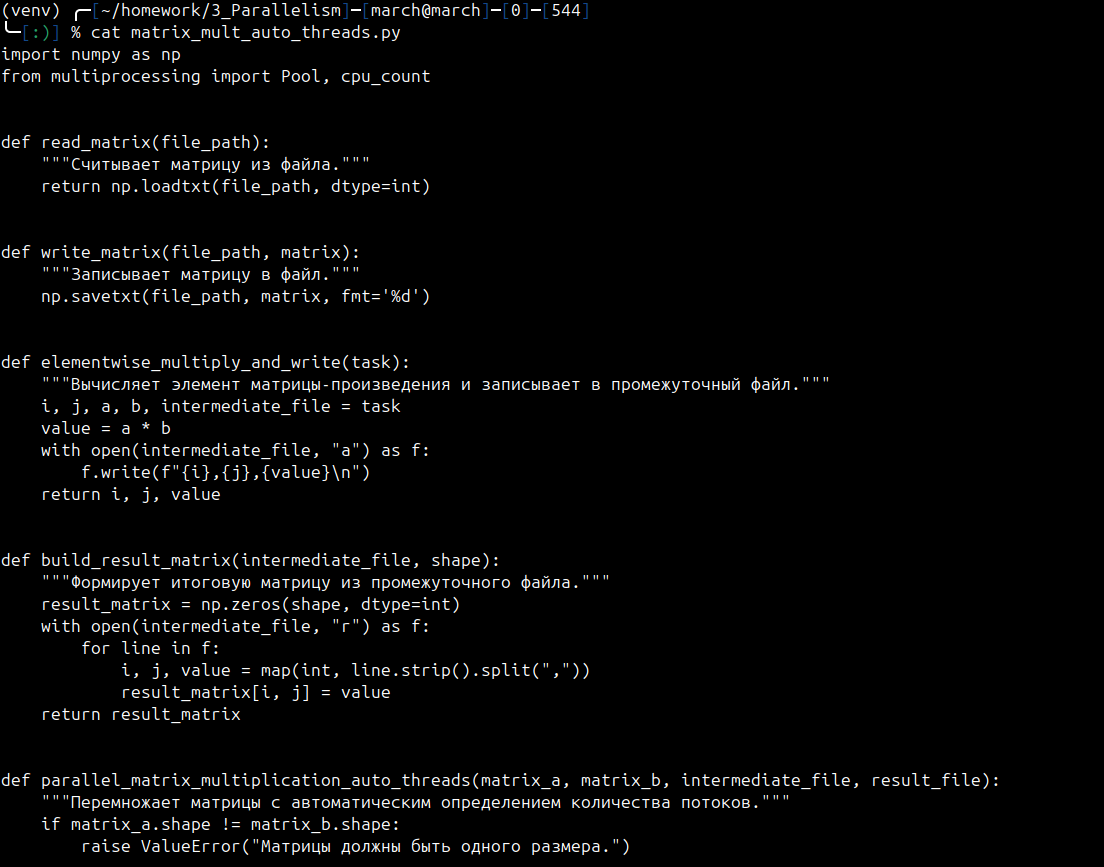 (venv) ╭─[~/homework/3_Parallelism]─[march@march]─[0]─[544]
╰─[:)] % cat matrix_mult_auto_threads.py
import numpy as np
from multiprocessing import Pool, cpu_count


def read_matrix(file_path):
    """Считывает матрицу из файла."""
    return np.loadtxt(file_path, dtype=int)


def write_matrix(file_path, matrix):
    """Записывает матрицу в файл."""
    np.savetxt(file_path, matrix, fmt='%d')


def elementwise_multiply_and_write(task):
    """Вычисляет элемент матрицы-произведения и записывает в промежуточный файл."""
    i, j, a, b, intermediate_file = task
    value = a * b
    with open(intermediate_file, "a") as f:
        f.write(f"{i},{j},{value}\n")
    return i, j, value


def build_result_matrix(intermediate_file, shape):
    """Формирует итоговую матрицу из промежуточного файла."""
    result_matrix = np.zeros(shape, dtype=int)
    with open(intermediate_file, "r") as f:
        for line in f:
            i, j, value = map(int, line.strip().split(","))
            result_matrix[i, j] = value
    return result_matrix


def parallel_matrix_multiplication_auto_threads(matrix_a, matrix_b, intermediate_file, result_file):
    """Перемножает матрицы с автоматическим определением количества потоков."""
    if matrix_a.shape != matrix_b.shape:
        raise ValueError("Матрицы должны быть одного размера.")